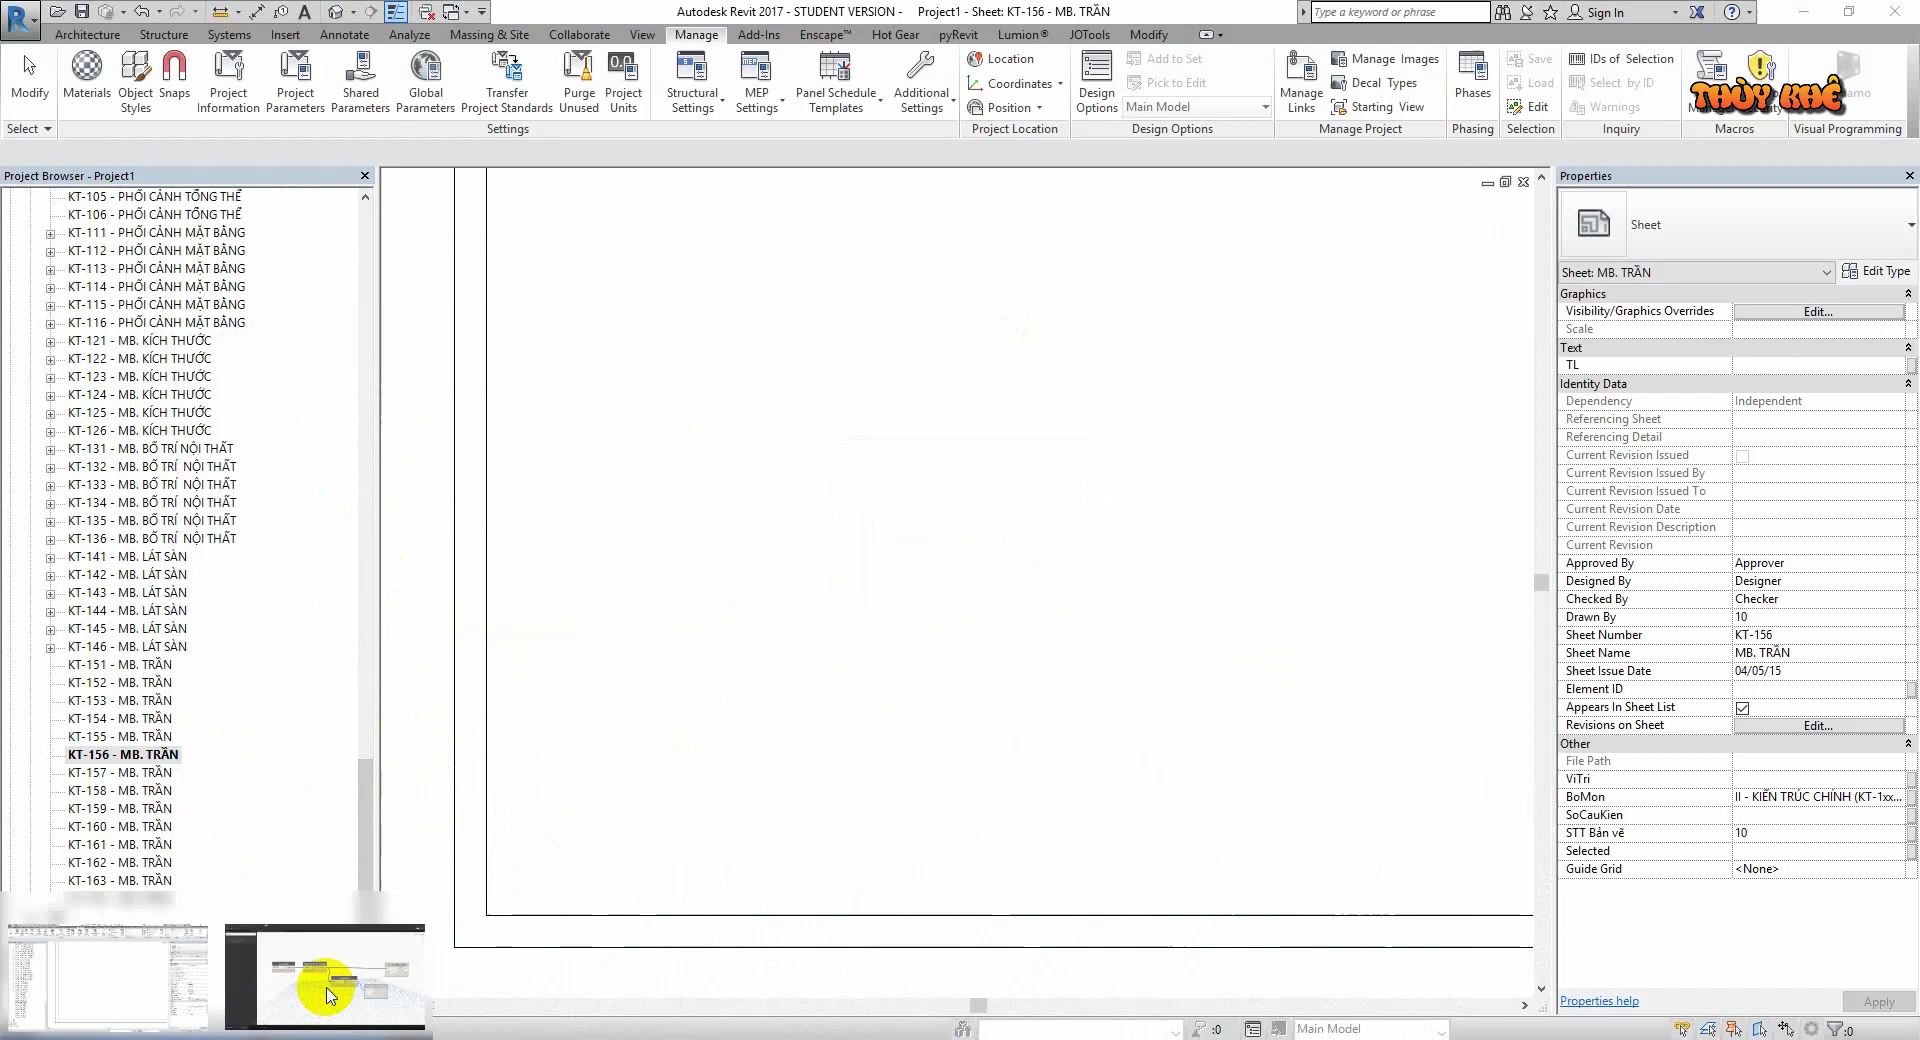 Autodesk Revit 2017 - STUDENT VERSION - Project1 - Sheet: KT-156 - MB. TRẦN
Type a keyword or phrase
Sign In
Architecture Structure Systems Insert Annotate Analyze Massing & Site Collaborate View Manage Add-Ins Enscape™ Hot Gear pyRevit Lumion® JOTools Modify
Modify
Materials
Object Styles
Snaps
Project Information
Project Parameters
Shared Parameters
Global Parameters
Transfer Project Standards
Purge Unused
Project Units
Structural Settings
MEP Settings
Panel Schedule Templates
Additional Settings
Location
Coordinates
Position
Design Options
Add to Set
Pick to Edit
Main Model
Manage Links
Manage Images
Decal Types
Starting View
Phases
Save
Load
Edit
IDs of Selection
Select by ID
Warnings
THÙY KHÊ
Select
Settings
Project Location
Design Options
Manage Project
Phasing
Selection
Inquiry
Macros
Visual Programming
Project Browser - Project1
KT-105 - PHỐI CẢNH TỔNG THỂ
KT-106 - PHỐI CẢNH TỔNG THỂ
KT-111 - PHỐI CẢNH MẶT BẰNG
KT-112 - PHỐI CẢNH MẶT BẰNG
KT-113 - PHỐI CẢNH MẶT BẰNG
KT-114 - PHỐI CẢNH MẶT BẰNG
KT-115 - PHỐI CẢNH MẶT BẰNG
KT-116 - PHỐI CẢNH MẶT BẰNG
KT-121 - MB. KÍCH THƯỚC
KT-122 - MB. KÍCH THƯỚC
KT-123 - MB. KÍCH THƯỚC
KT-124 - MB. KÍCH THƯỚC
KT-125 - MB. KÍCH THƯỚC
KT-126 - MB. KÍCH THƯỚC
KT-131 - MB. BỐ TRÍ NỘI THẤT
KT-132 - MB. BỐ TRÍ NỘI THẤT
KT-133 - MB. BỐ TRÍ NỘI THẤT
KT-134 - MB. BỐ TRÍ NỘI THẤT
KT-135 - MB. BỐ TRÍ NỘI THẤT
KT-136 - MB. BỐ TRÍ NỘI THẤT
KT-141 - MB. LÁT SÀN
KT-142 - MB. LÁT SÀN
KT-143 - MB. LÁT SÀN
KT-144 - MB. LÁT SÀN
KT-145 - MB. LÁT SÀN
KT-146 - MB. LÁT SÀN
KT-151 - MB. TRẦN
KT-152 - MB. TRẦN
KT-153 - MB. TRẦN
KT-154 - MB. TRẦN
KT-155 - MB. TRẦN
KT-156 - MB. TRẦN
KT-157 - MB. TRẦN
KT-158 - MB. TRẦN
KT-159 - MB. TRẦN
KT-160 - MB. TRẦN
KT-161 - MB. TRẦN
KT-162 - MB. TRẦN
KT-163 - MB. TRẦN
Properties
Sheet
Sheet: MB. TRẦN
Edit Type
Graphics
Visibility/Graphics Overrides Edit...
Scale
Text
TL
Identity Data
Dependency Independent
Referencing Sheet
Referencing Detail
Current Revision Issued
Current Revision Issued By
Current Revision Issued To
Current Revision Date
Current Revision Description
Current Revision
Approved By Approver
Designed By Designer
Checked By Checker
Drawn By 10
Sheet Number KT-156
Sheet Name MB. TRẦN
Sheet Issue Date 04/05/15
Element ID
Appears In Sheet List
Revisions on Sheet Edit...
Other
File Path
ViTri
BoMon II - KIẾN TRÚC CHÍNH (KT-1xx...
SoCauKien
STT Bản vẽ 10
Selected
Guide Grid <None>
Properties help
Apply
:0
Main Model
:0